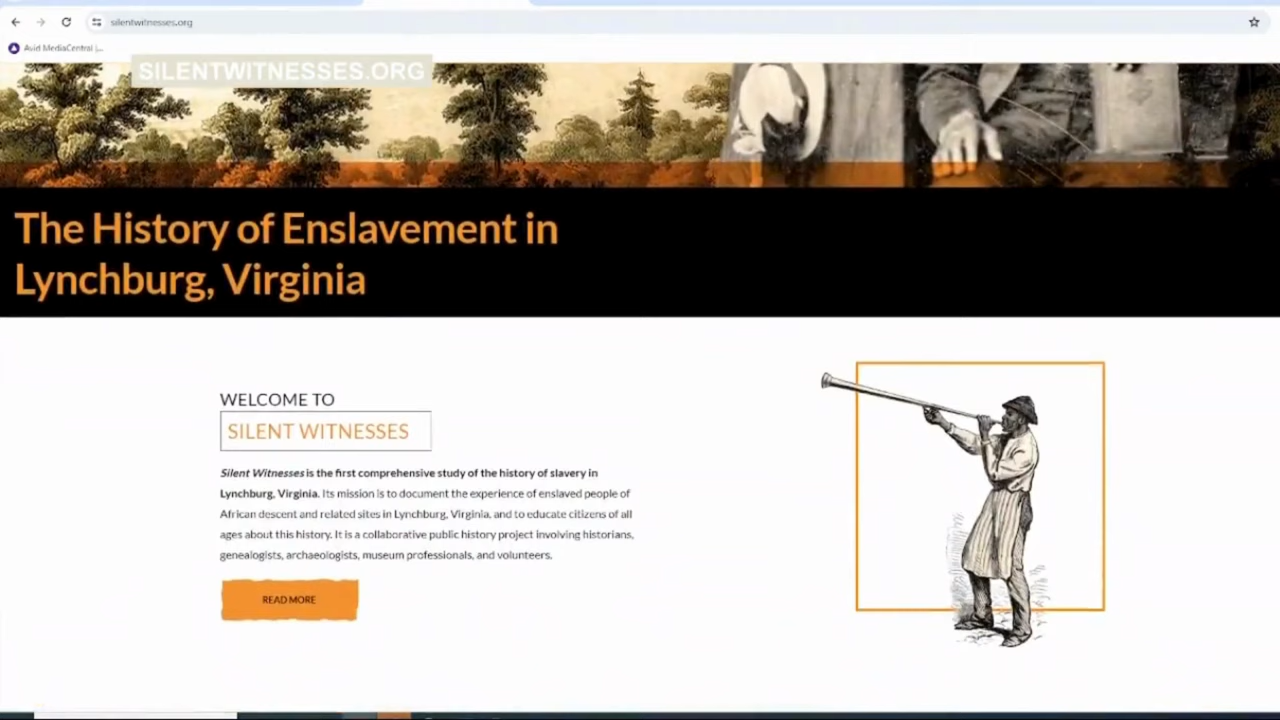 silentwitnesses.org
Avid MediaCentral |...
SILENTWITNESSES.ORG
The History of Enslavement in
Lynchburg, Virginia
WELCOME TO
SILENT WITNESSES
Silent Witnesses is the first comprehensive study of the history of slavery in
Lynchburg, Virginia. Its mission is to document the experience of enslaved people of
African descent and related sites in Lynchburg, Virginia, and to educate citizens of all
ages about this history. It is a collaborative public history project involving historians,
genealogists, archaeologists, museum professionals, and volunteers.
READ MORE